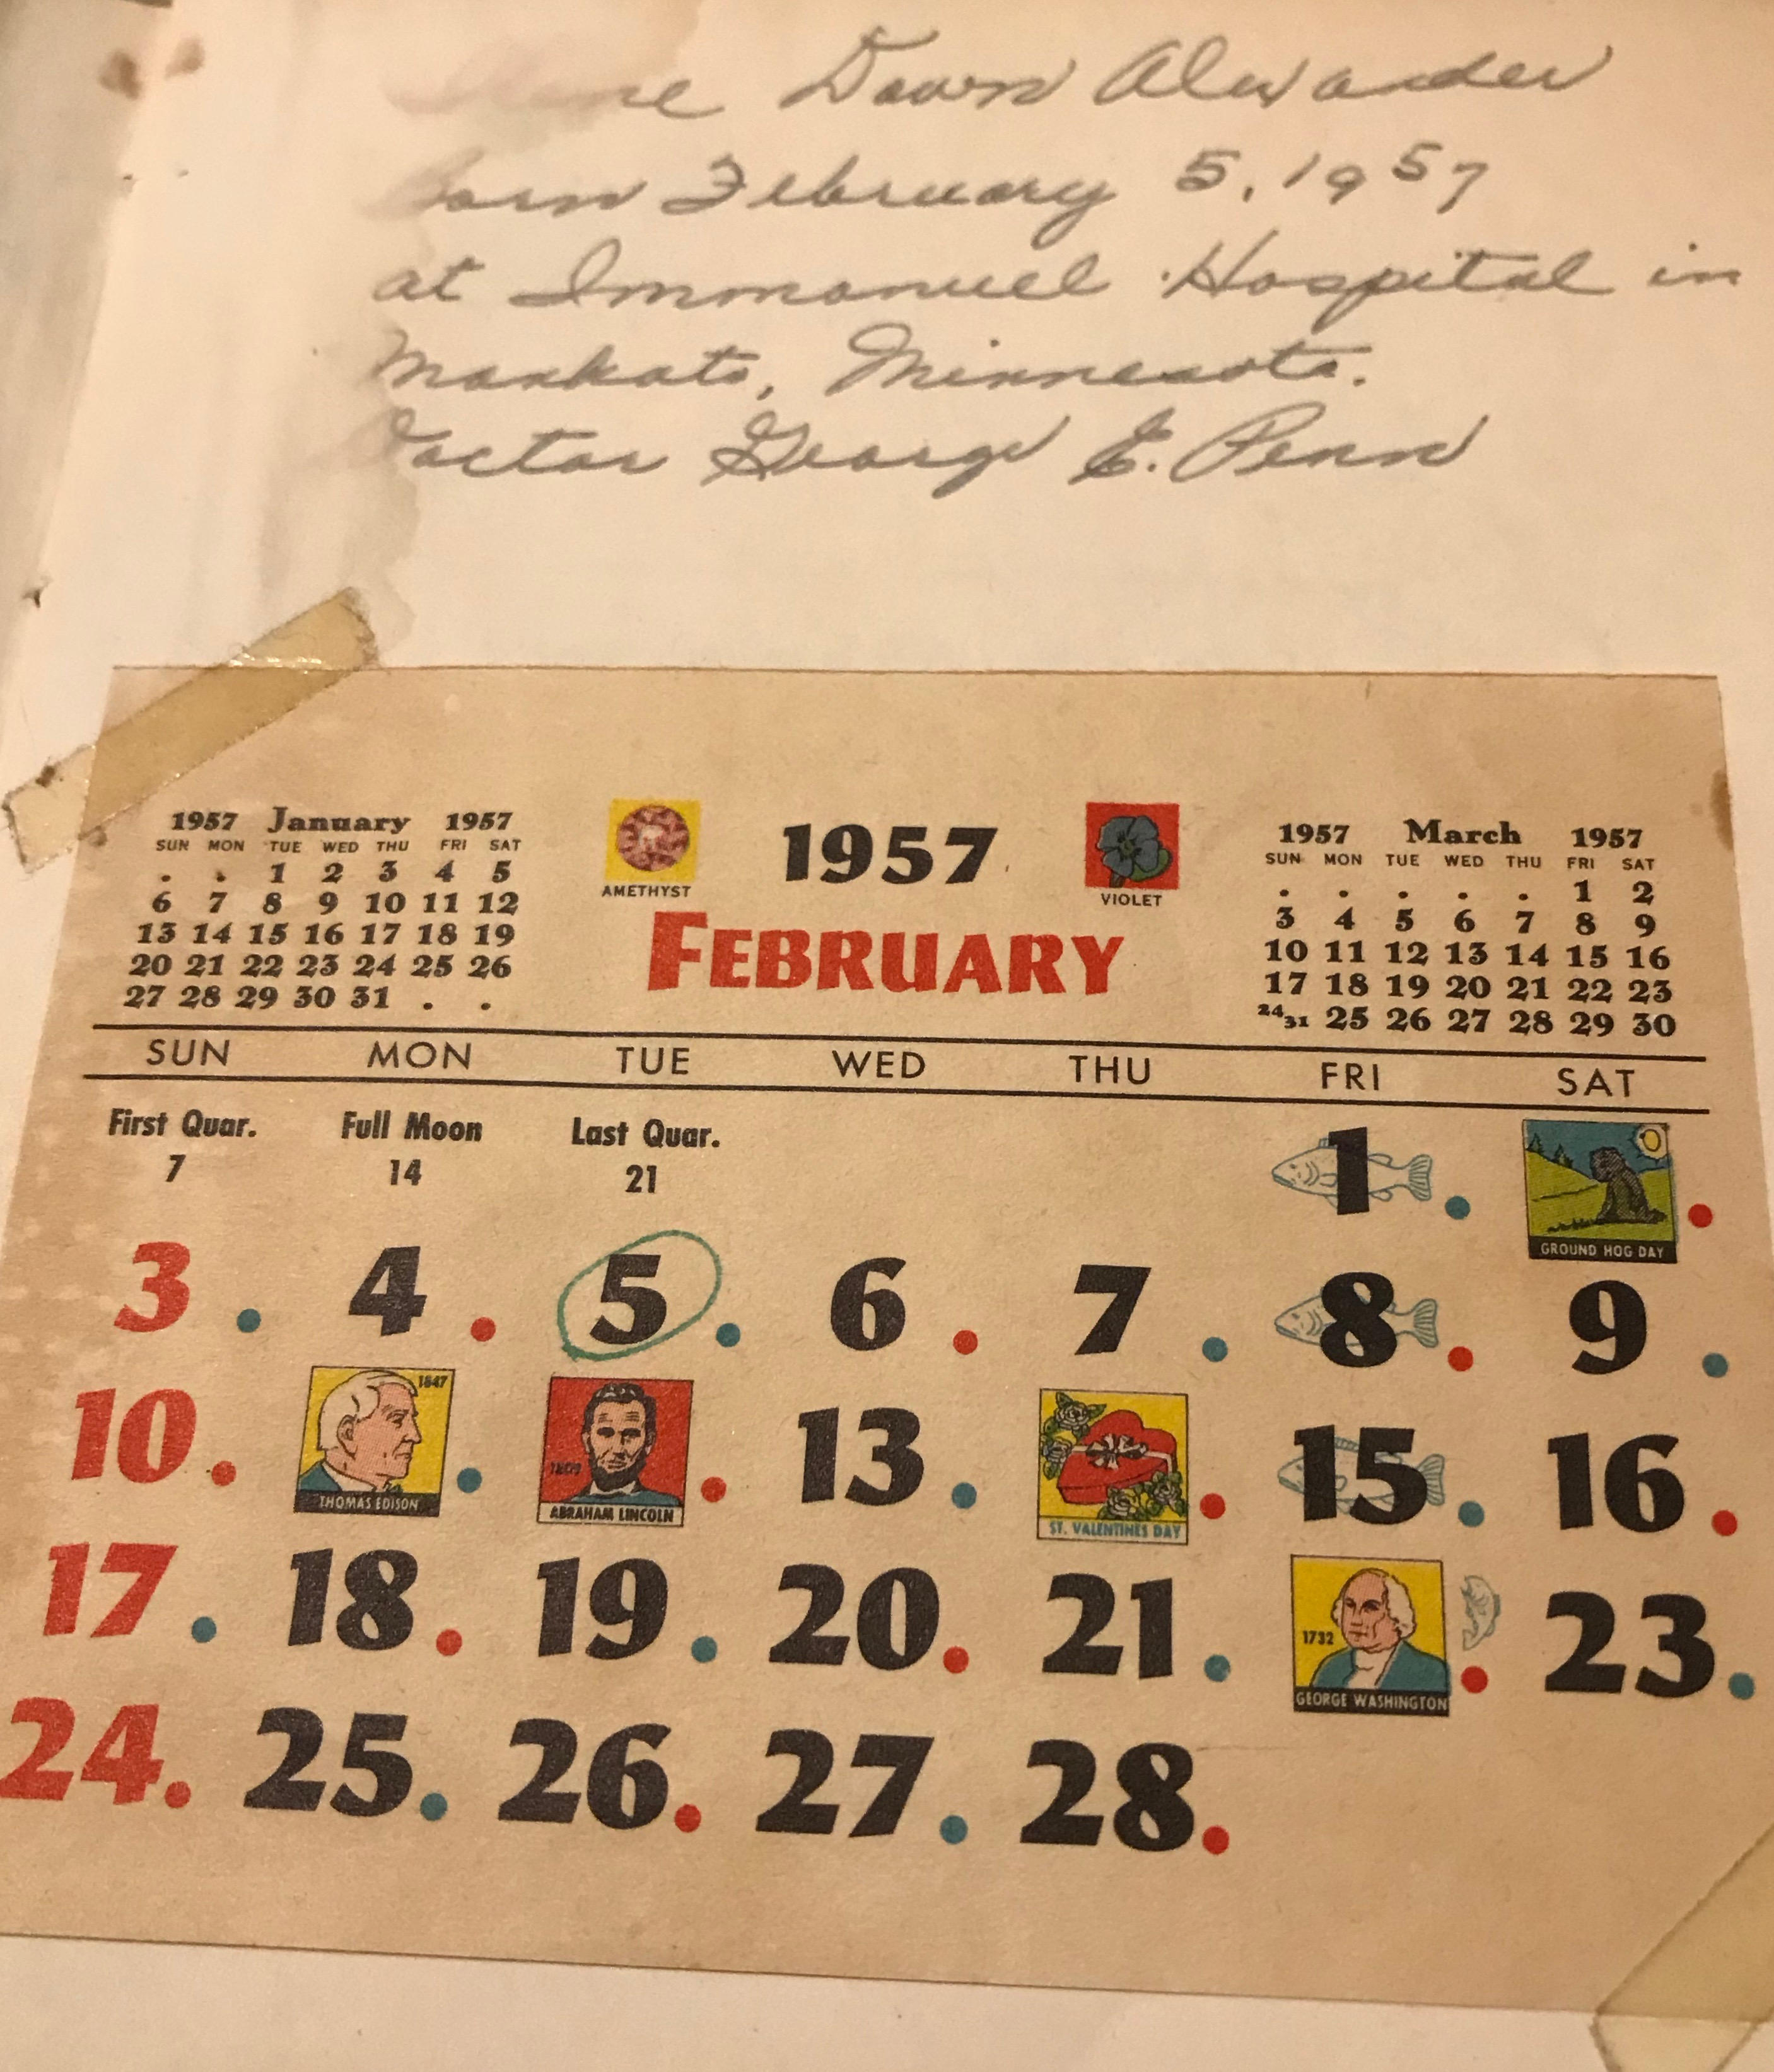 Dawn Alwader
Born February 5, 1957
at Immanuel Hospital in
Mankato, Minnesota.
Doctor George E. Penn
1957 January 1957
SUN MON TUE WED THU FRI SAT
. . 1 2 3 4 5
6 7 8 9 10 11 12
13 14 15 16 17 18 19
20 21 22 23 24 25 26
27 28 29 30 31 . .
AMETHYST
1957
FEBRUARY
VIOLET
1957 March 1957
SUN MON TUE WED THU FRI SAT
. . . . . 1 2
3 4 5 6 7 8 9
10 11 12 13 14 15 16
17 18 19 20 21 22 23
24/31 25 26 27 28 29 30
SUN MON TUE WED THU FRI SAT
First Quar. Full Moon Last Quar.
7 14 21
1 GROUND HOG DAY
3 4 5 6 7 8 9
10 1847 THOMAS EDISON 1809 ABRAHAM LINCOLN 13 ST. VALENTINES DAY 15 16
17 18 19 20 21 1732 GEORGE WASHINGTON 23
24 25 26 27 28